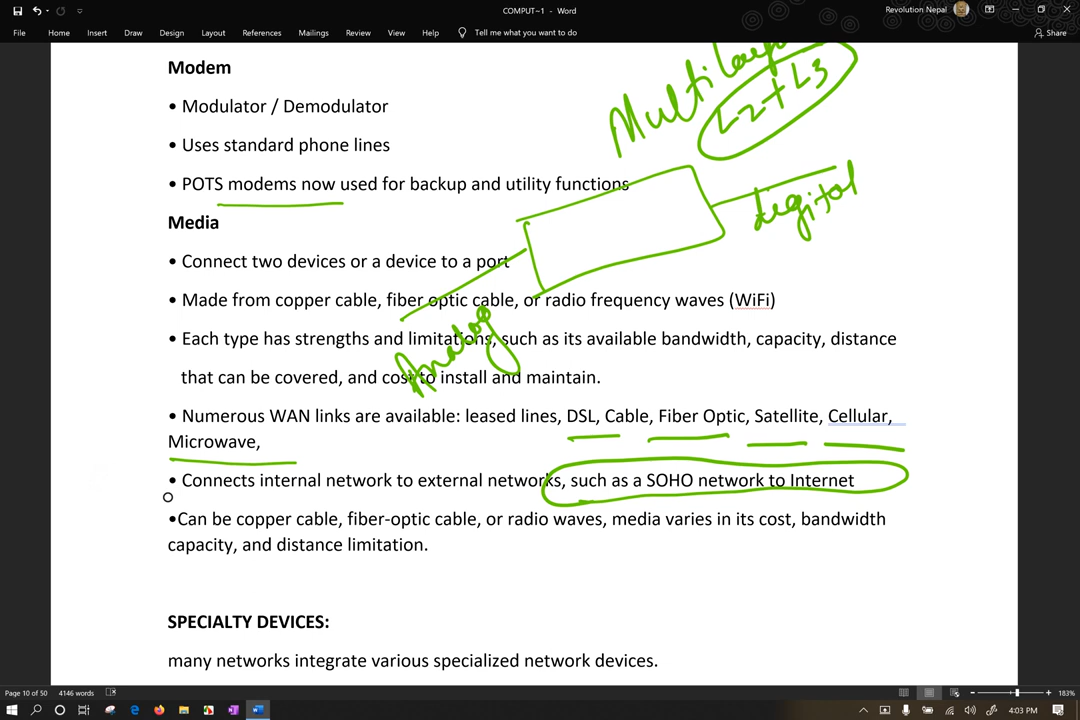 COMPUT~1 - Word
Revolution Nepal
File Home Insert Draw Design Layout References Mailings Review View Help Tell me what you want to do Share
Modem
• Modulator / Demodulator
• Uses standard phone lines
• POTS modems now used for backup and utility functions
L2+L3
digital
Media
• Connect two devices or a device to a port
• Made from copper cable, fiber optic cable, or radio frequency waves (WiFi)
• Each type has strengths and limitations, such as its available bandwidth, capacity, distance
that can be covered, and cost to install and maintain.
Analog
• Numerous WAN links are available: leased lines, DSL, Cable, Fiber Optic, Satellite, Cellular,
Microwave,
• Connects internal network to external networks, such as a SOHO network to Internet
•Can be copper cable, fiber-optic cable, or radio waves, media varies in its cost, bandwidth
capacity, and distance limitation.
SPECIALTY DEVICES:
many networks integrate various specialized network devices.
Page 10 of 50 4146 words 183%
4:03 PM